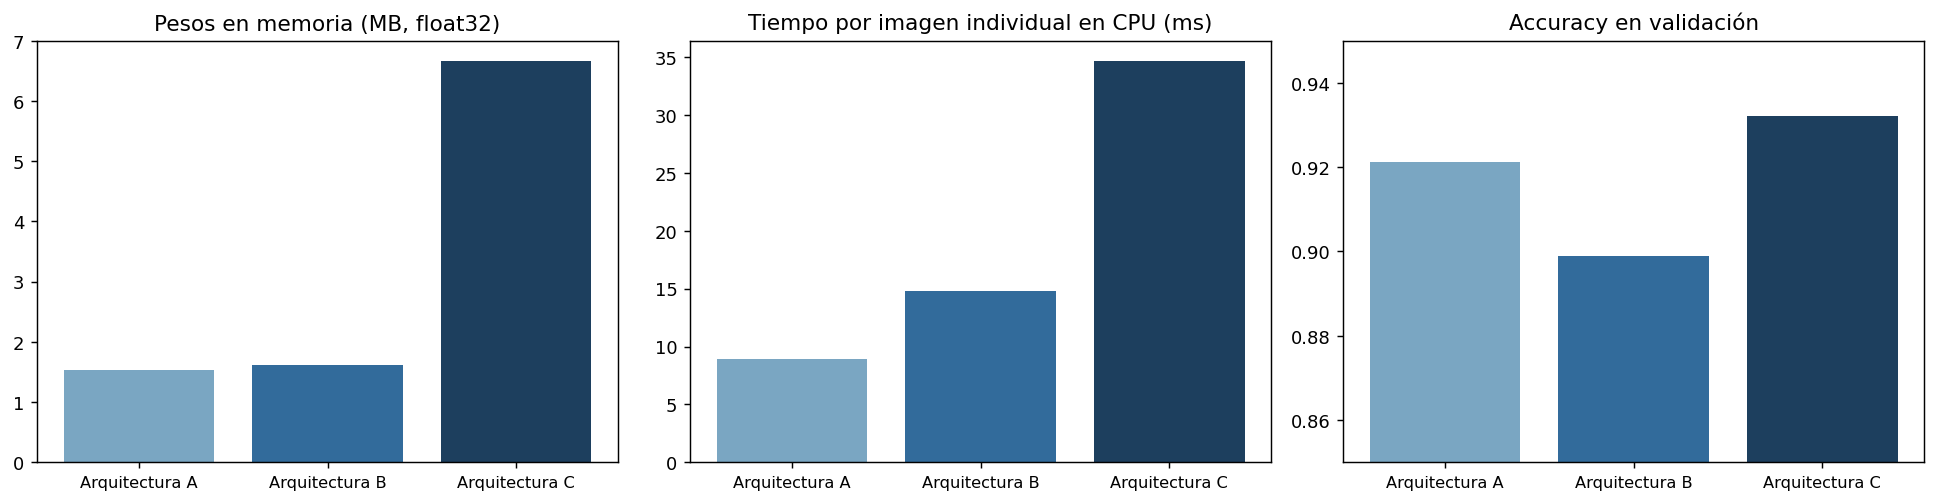 Pesos en memoria (MB, float32)
7
6
5
4
3
2
1
0
Arquitectura A
Arquitectura B
Arquitectura C
Tiempo por imagen individual en CPU (ms)
35
30
25
20
15
10
5
0
Arquitectura A
Arquitectura B
Arquitectura C
Accuracy en validación
0.94
0.92
0.90
0.88
0.86
Arquitectura A
Arquitectura B
Arquitectura C